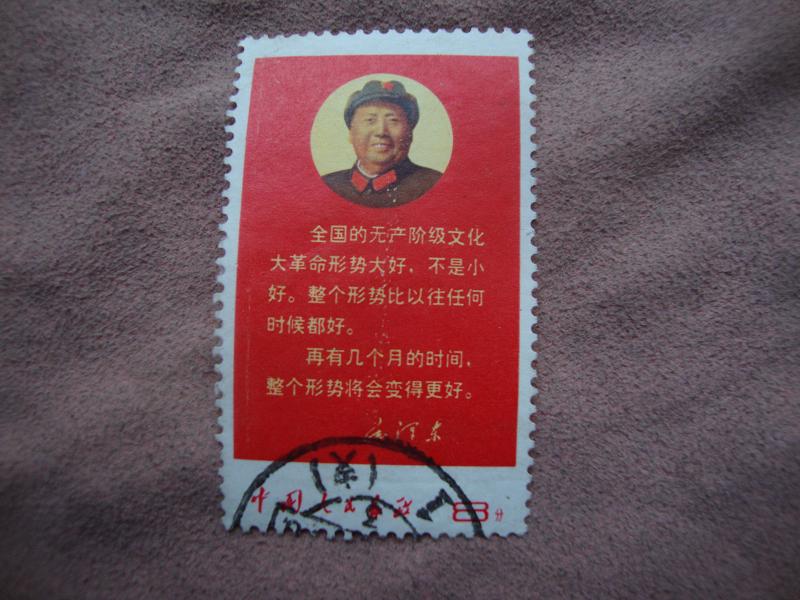 全国的无产阶级文化
大革命形势大好，不是小
好。整个形势比以往任何
时候都好。
再有几个月的时间，
整个形势将会变得更好。
毛泽东
中国人民邮政 8分